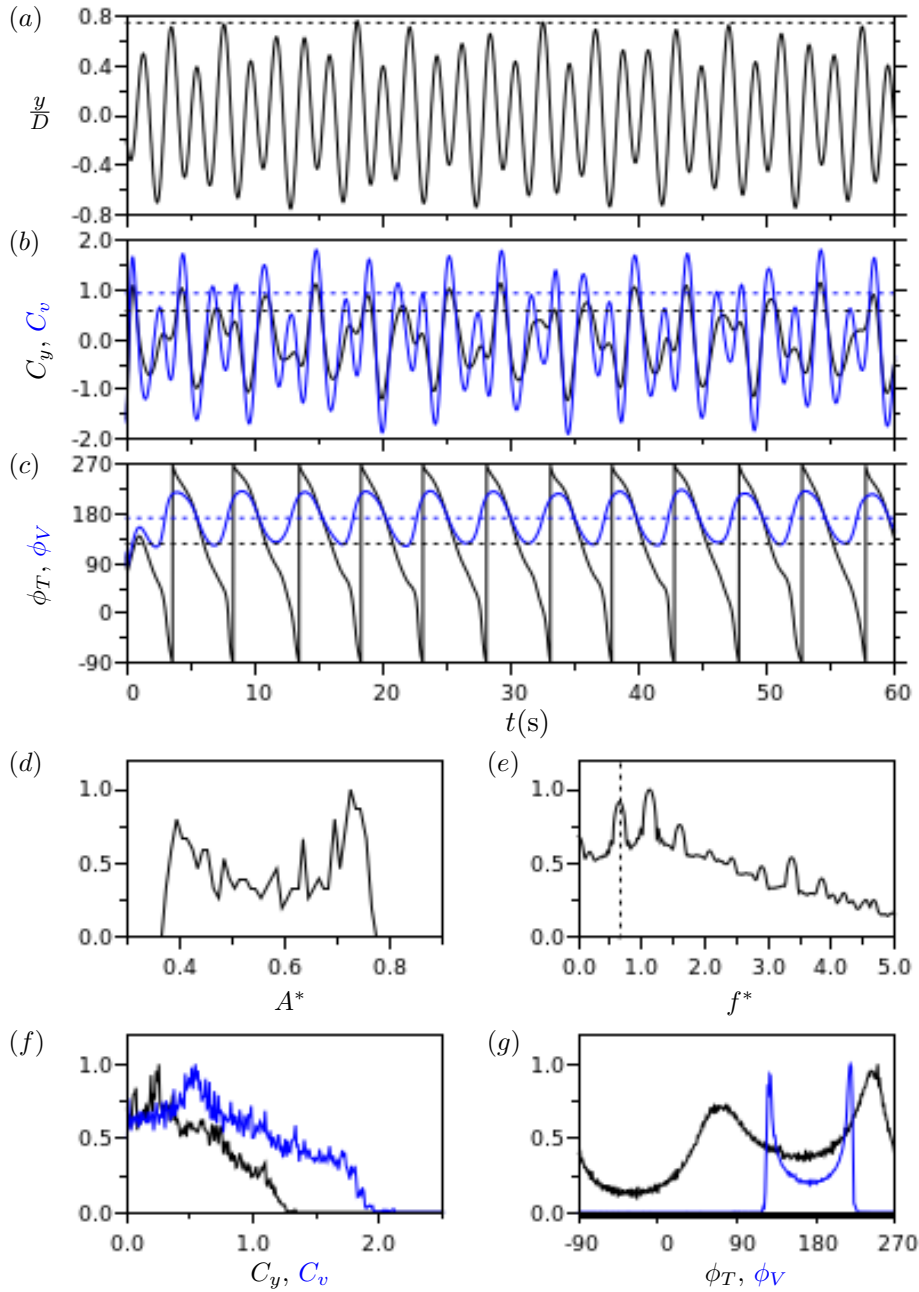 (a)
0.8
0.4
0.0
-0.4
-0.8
y/D
(b)
2.0
1.0
0.0
-1.0
-2.0
C_y, C_v
(c)
270
180
90
0
-90
ϕ_T, ϕ_V
0 10 20 30 40 50 60
t(s)
(d)
1.0
0.5
0.0
0.4 0.6 0.8
A*
(e)
1.0
0.5
0.0
0.0 1.0 2.0 3.0 4.0 5.0
f*
(f)
1.0
0.5
0.0
0.0 1.0 2.0
C_y, C_v
(g)
1.0
0.5
0.0
-90 0 90 180 270
ϕ_T, ϕ_V